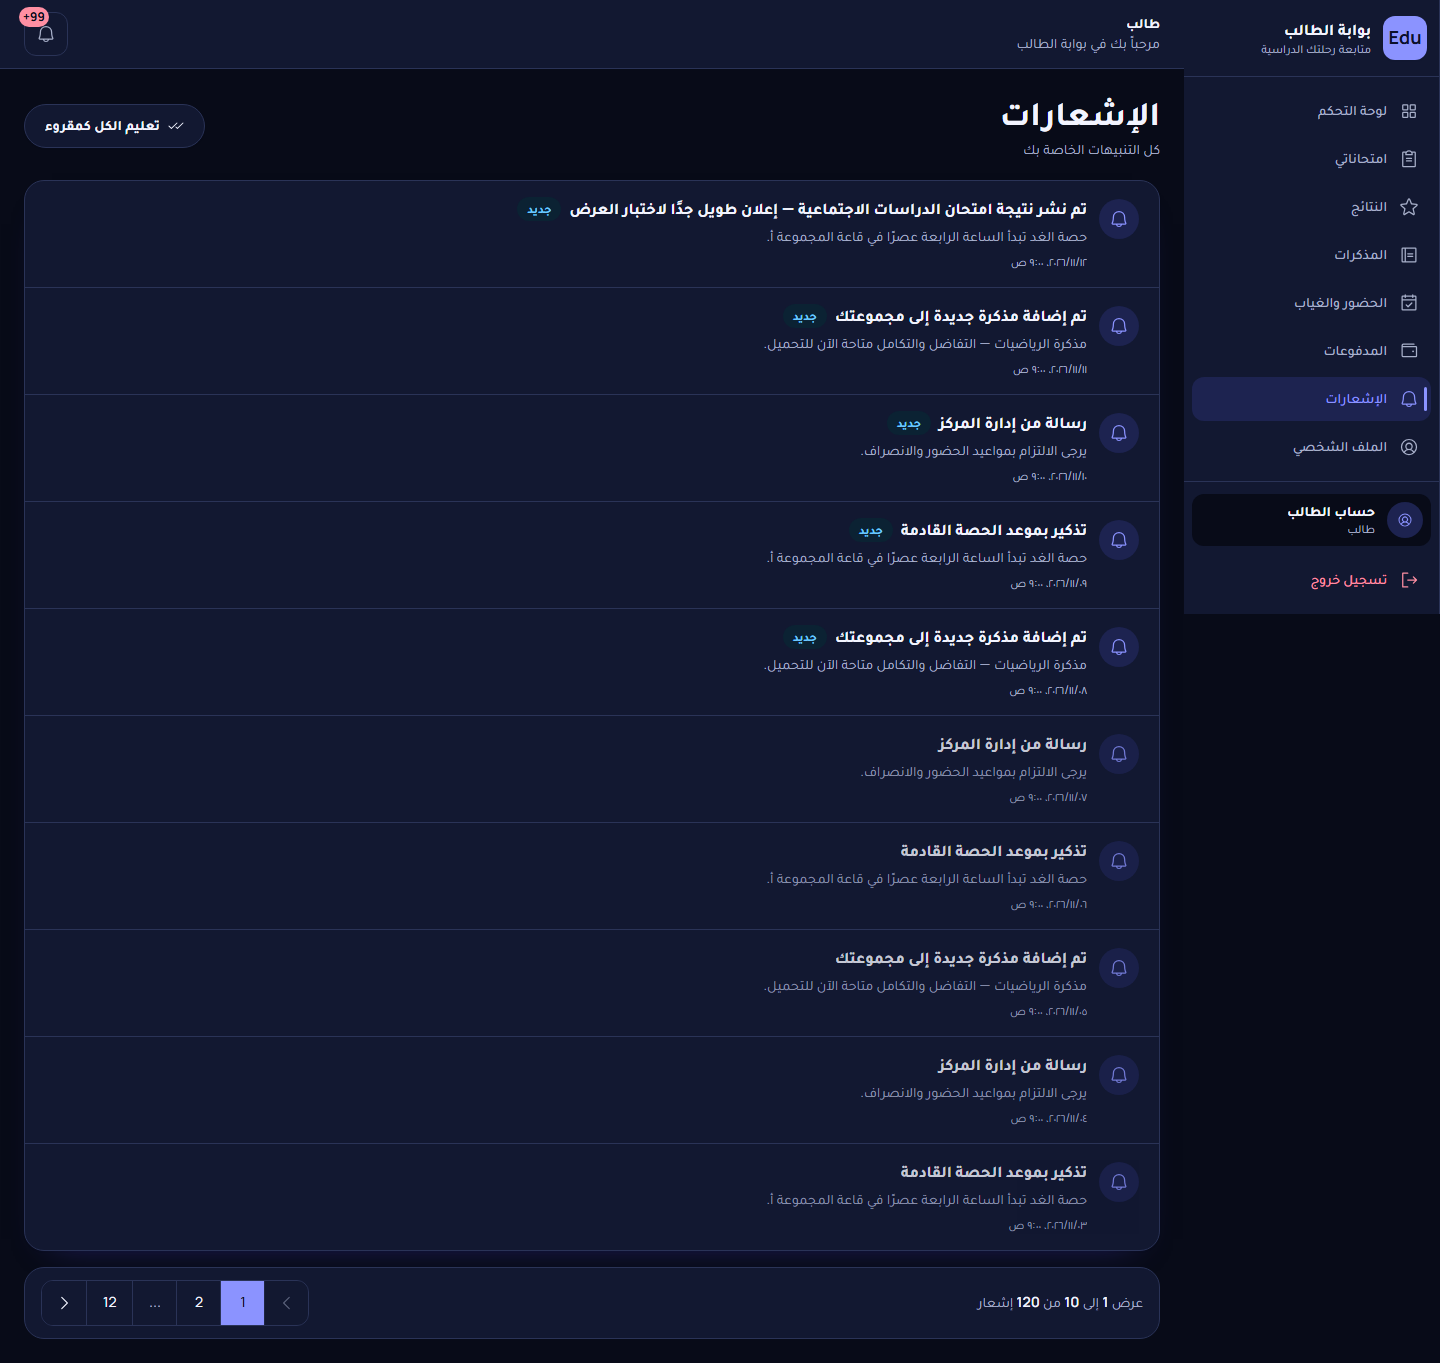 Edu
بوابة الطالب
متابعة رحلتك الدراسية
لوحة التحكم
امتحاناتي
النتائج
المذكرات
الحضور والغياب
المدفوعات
الإشعارات
الملف الشخصي
حساب الطالب
طالب
تسجيل خروج
طالب
مرحباً بك في بوابة الطالب
+99
الإشعارات
كل التنبيهات الخاصة بك
تعليم الكل كمقروء
تم نشر نتيجة امتحان الدراسات الاجتماعية — إعلان طويل جدًا لاختبار العرض جديد
حصة الغد تبدأ الساعة الرابعة عصرًا في قاعة المجموعة أ.
٢٠٢٦/١١/١٢، ٩:٠٠ ص
تم إضافة مذكرة جديدة إلى مجموعتك جديد
مذكرة الرياضيات — التفاضل والتكامل متاحة الآن للتحميل.
٢٠٢٦/١١/١١، ٩:٠٠ ص
رسالة من إدارة المركز جديد
يرجى الالتزام بمواعيد الحضور والانصراف.
٢٠٢٦/١١/١٠، ٩:٠٠ ص
تذكير بموعد الحصة القادمة جديد
حصة الغد تبدأ الساعة الرابعة عصرًا في قاعة المجموعة أ.
٢٠٢٦/١١/٠٩، ٩:٠٠ ص
تم إضافة مذكرة جديدة إلى مجموعتك جديد
مذكرة الرياضيات — التفاضل والتكامل متاحة الآن للتحميل.
٢٠٢٦/١١/٠٨، ٩:٠٠ ص
رسالة من إدارة المركز
يرجى الالتزام بمواعيد الحضور والانصراف.
٢٠٢٦/١١/٠٧، ٩:٠٠ ص
تذكير بموعد الحصة القادمة
حصة الغد تبدأ الساعة الرابعة عصرًا في قاعة المجموعة أ.
٢٠٢٦/١١/٠٦، ٩:٠٠ ص
تم إضافة مذكرة جديدة إلى مجموعتك
مذكرة الرياضيات — التفاضل والتكامل متاحة الآن للتحميل.
٢٠٢٦/١١/٠٥، ٩:٠٠ ص
رسالة من إدارة المركز
يرجى الالتزام بمواعيد الحضور والانصراف.
٢٠٢٦/١١/٠٤، ٩:٠٠ ص
تذكير بموعد الحصة القادمة
حصة الغد تبدأ الساعة الرابعة عصرًا في قاعة المجموعة أ.
٢٠٢٦/١١/٠٣، ٩:٠٠ ص
عرض 1 إلى 10 من 120 إشعار
1 2 ... 12